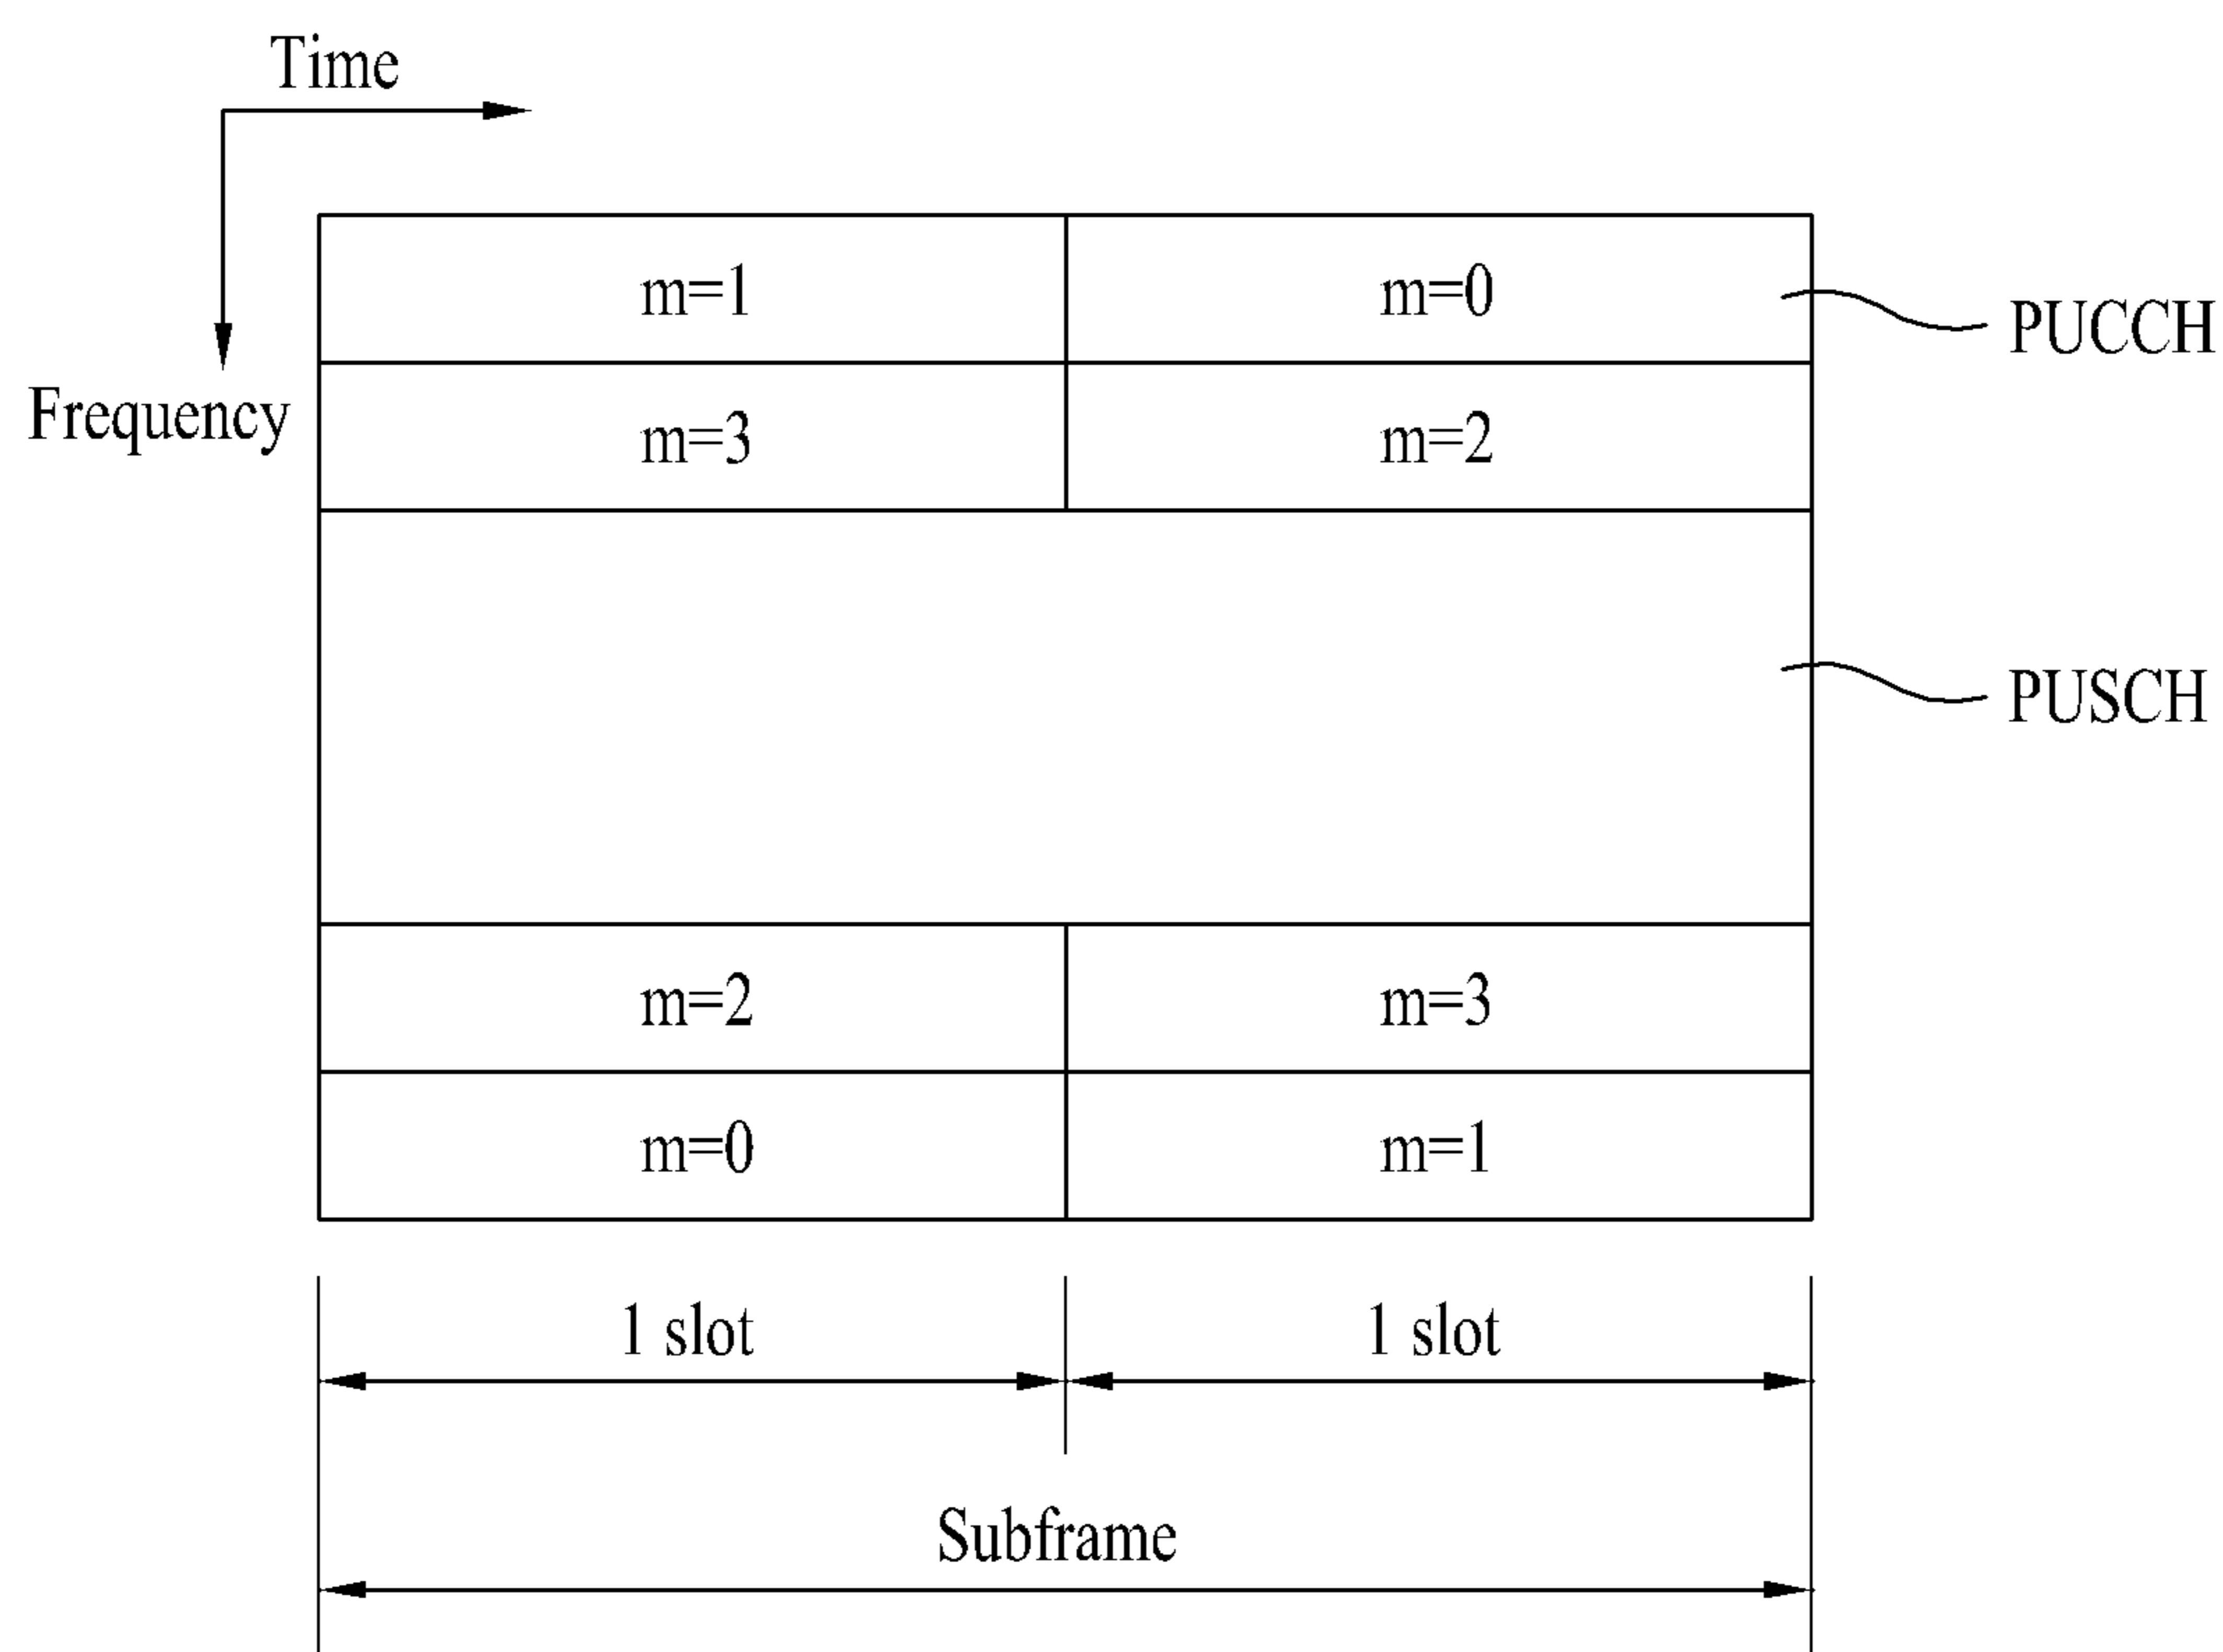 Time
Frequency
m=1 m=0
PUCCH
m=3 m=2
PUSCH
m=2 m=3
m=0 m=1
1 slot 1 slot
Subframe